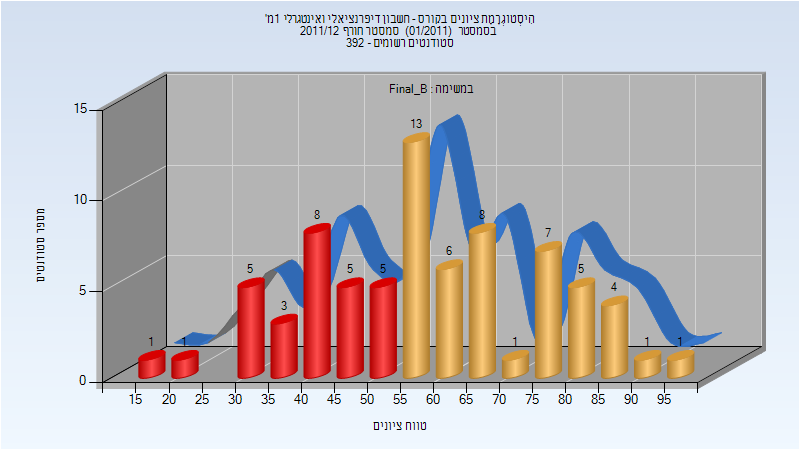 היסטוגרמת ציונים בקורס - חשבון דיפרנציאלי ואינטגרלי 1מ'
בסמסטר (01/2011) סמסטר חורף 2011/12
סטודנטים רשומים - 392
במשימה : Final_B
מספר סטודנטים
15
10
5
0
1
1
5
3
8
5
5
13
6
8
1
7
5
4
1
1
15 20 25 30 35 40 45 50 55 60 65 70 75 80 85 90 95
טווח ציונים